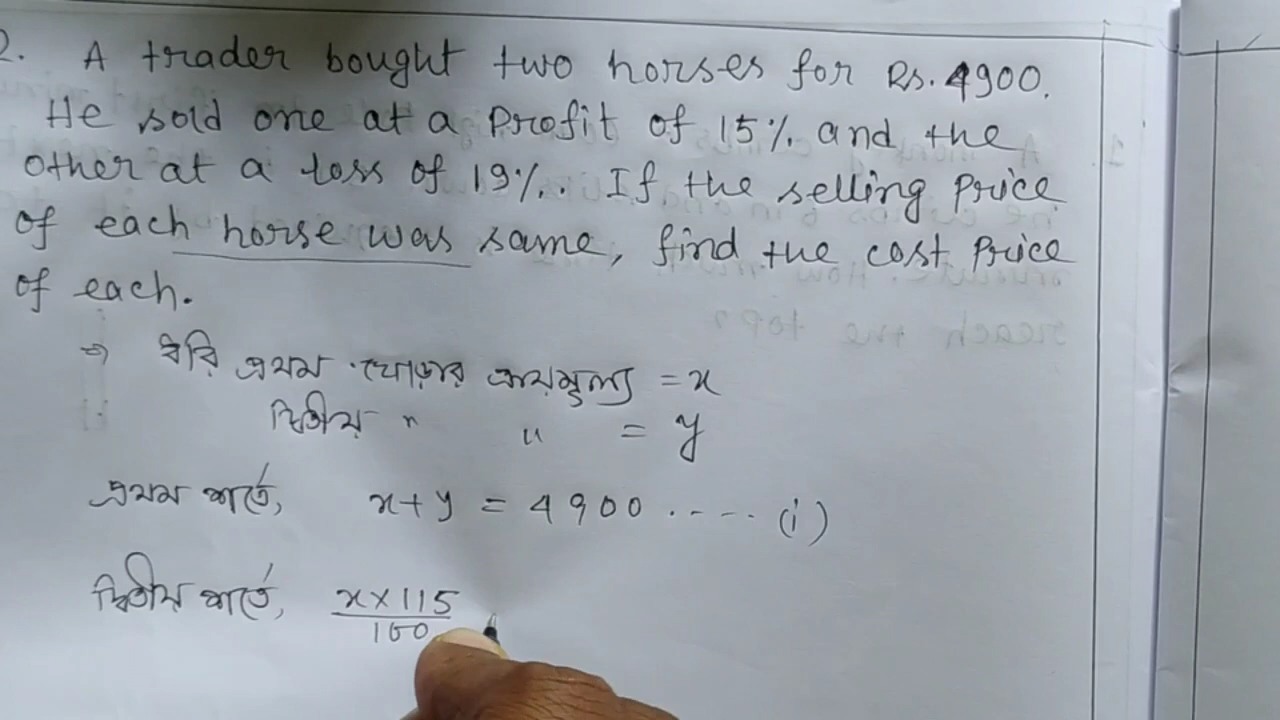 2. A trader bought two horses for Rs. 4900.
He sold one at a profit of 15% and the
other at a loss of 19%. If the selling price
of each horse was same, find the cost price
of each.
⇒ ধরি প্রথম ঘোড়ার ক্রয়মূল্য = x
দ্বিতীয় " " = y
প্রথম শর্তে, x + y = 4900 ..... (i)
দ্বিতীয় শর্তে, x × 115
100